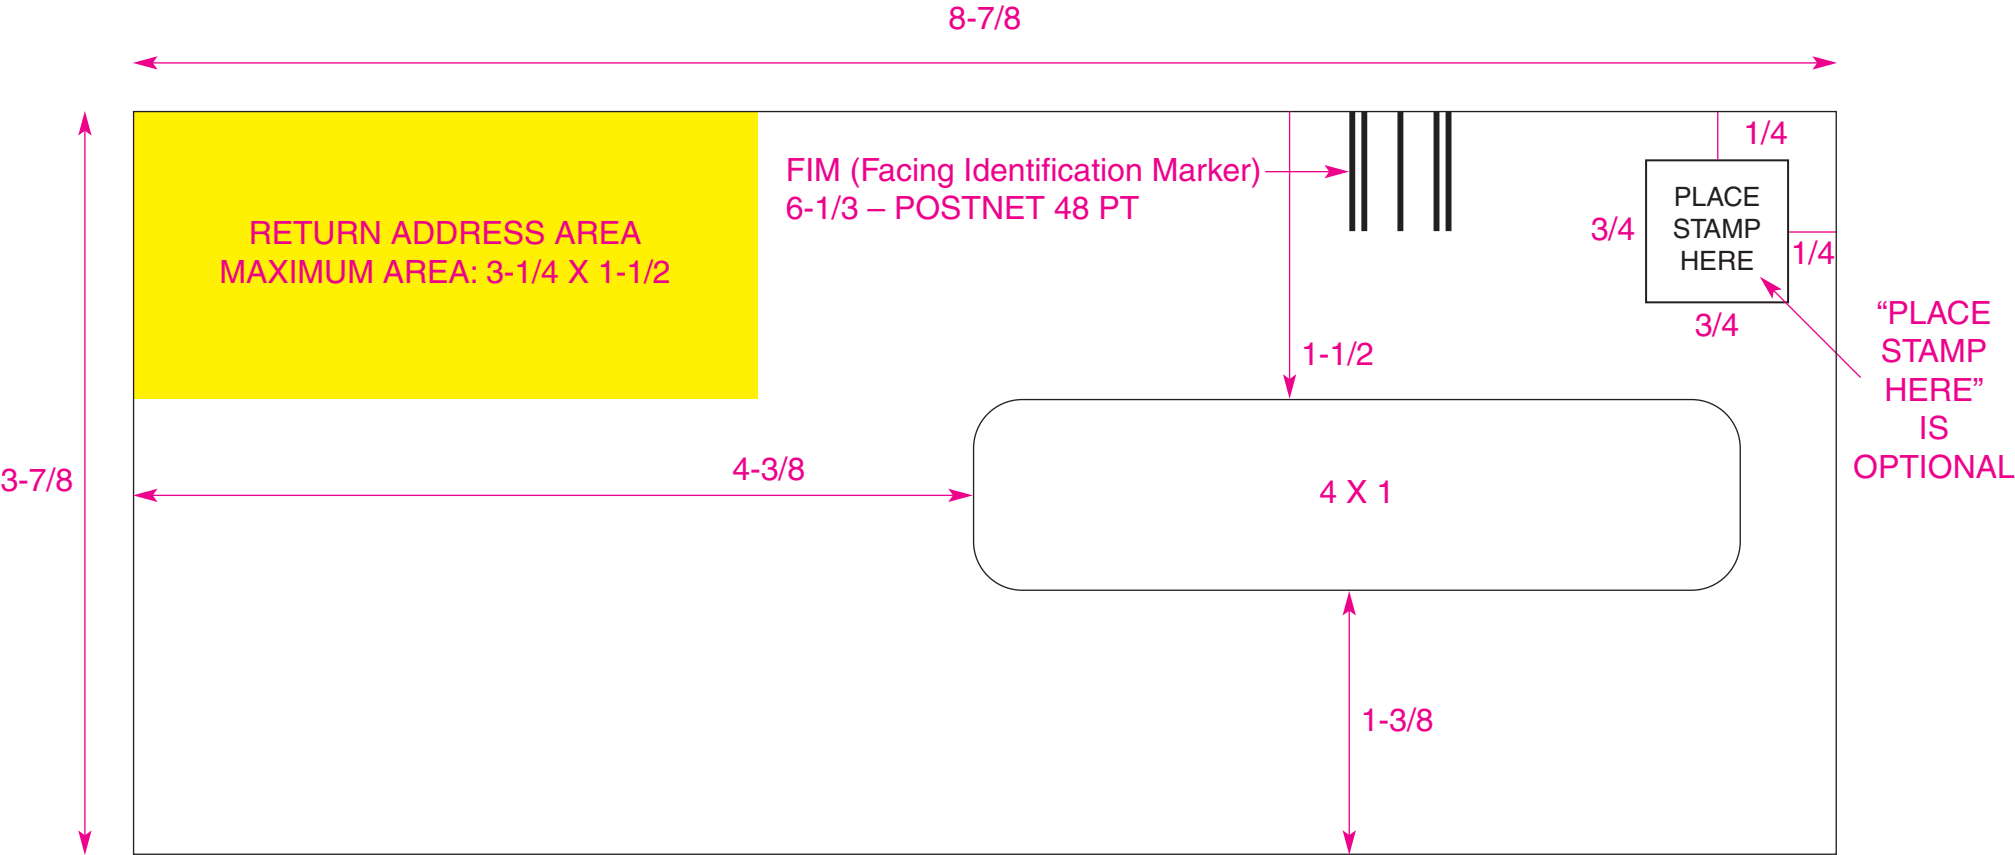 8-7/8
1/4
FIM (Facing Identification Marker)
6-1/3 – POSTNET 48 PT
PLACE
STAMP
HERE
3/4
1/4
3/4
RETURN ADDRESS AREA
MAXIMUM AREA: 3-1/4 X 1-1/2
“PLACE
STAMP
HERE”
IS
OPTIONAL
1-1/2
3-7/8
4-3/8
4 X 1
1-3/8